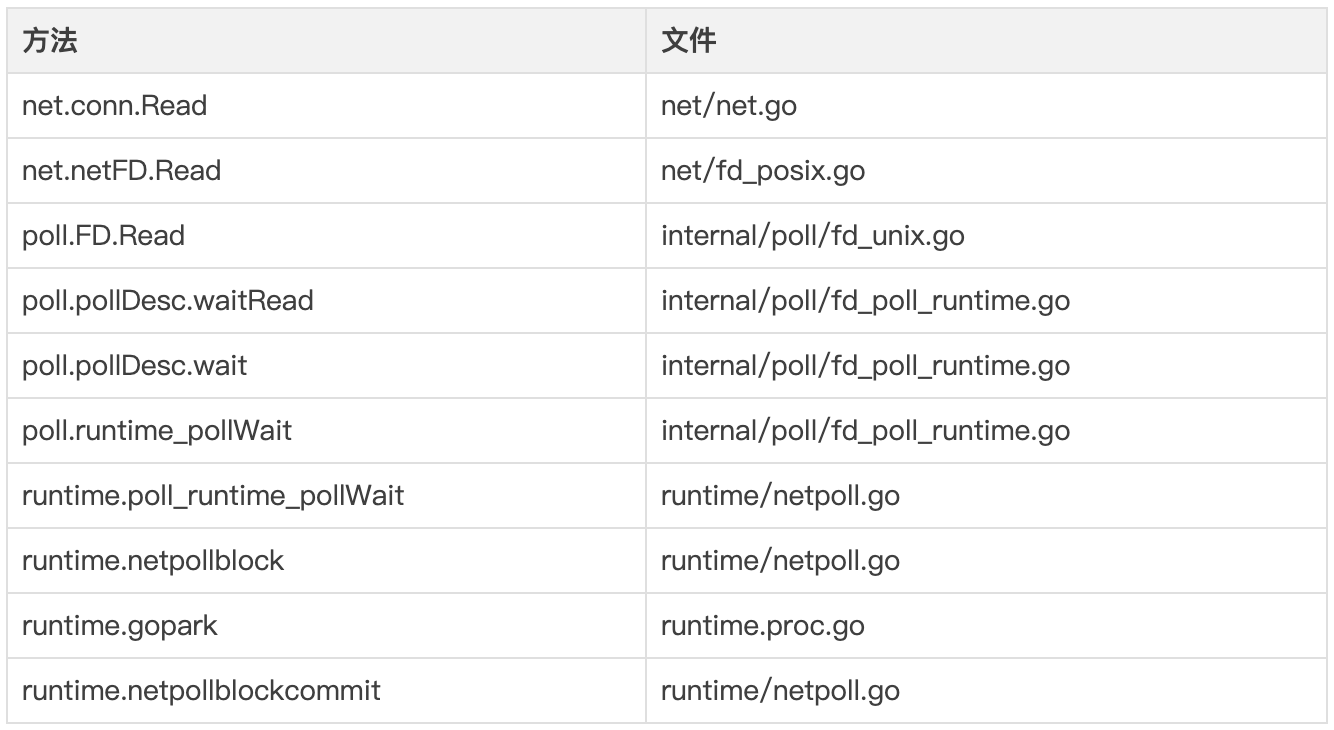 方法 文件
net.conn.Read net/net.go
net.netFD.Read net/fd_posix.go
poll.FD.Read internal/poll/fd_unix.go
poll.pollDesc.waitRead internal/poll/fd_poll_runtime.go
poll.pollDesc.wait internal/poll/fd_poll_runtime.go
poll.runtime_pollWait internal/poll/fd_poll_runtime.go
runtime.poll_runtime_pollWait runtime/netpoll.go
runtime.netpollblock runtime/netpoll.go
runtime.gopark runtime.proc.go
runtime.netpollblockcommit runtime/netpoll.go